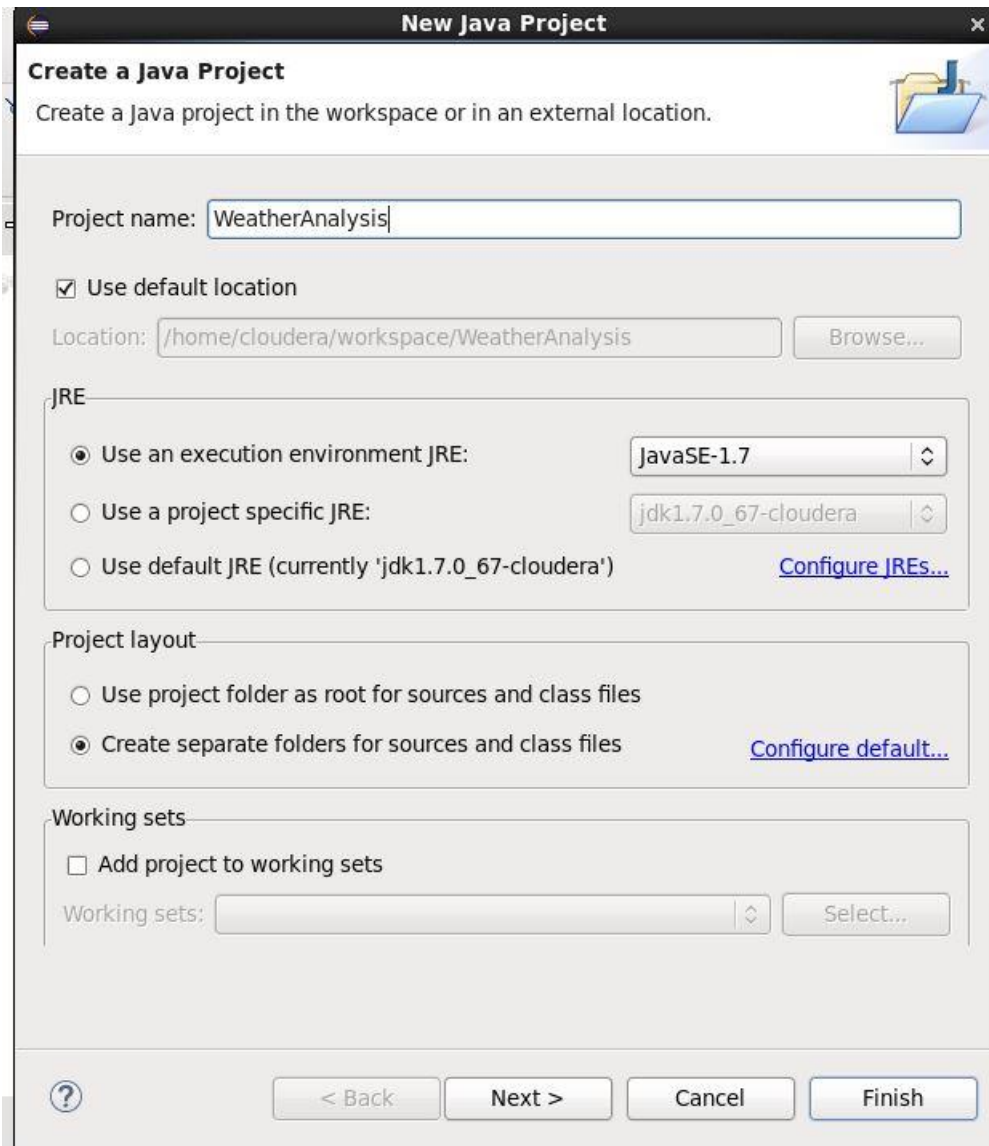 New Java Project
Create a Java Project
Create a Java project in the workspace or in an external location.
Project name: WeatherAnalysis
Use default location
Location: /home/cloudera/workspace/WeatherAnalysis Browse...
JRE
Use an execution environment JRE: JavaSE-1.7
Use a project specific JRE: jdk1.7.0_67-cloudera
Use default JRE (currently 'jdk1.7.0_67-cloudera') Configure JREs...
Project layout
Use project folder as root for sources and class files
Create separate folders for sources and class files Configure default...
Working sets
Add project to working sets
Working sets: Select...
? < Back Next > Cancel Finish